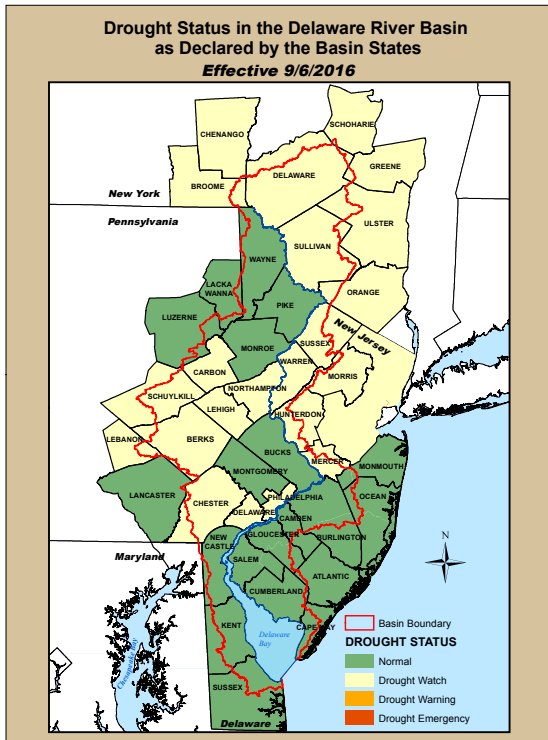 Drought Status in the Delaware River Basin
as Declared by the Basin States
Effective 9/6/2016
SCHOHARIE
CHENANGO
GREENE
DELAWARE
BROOME
New York
ULSTER
Pennsylvania
SULLIVAN
WAYNE
LACKA
WANNA
ORANGE
PIKE
LUZERNE
New Jersey
SUSSEX
MONROE
WARREN
CARBON
MORRIS
NORTHAMPTON
SCHUYLKILL
LEHIGH
HUNTERDON
LEBANON
BERKS
BUCKS
MERCER
MONTGOMERY
MONMOUTH
LANCASTER
PHILADELPHIA
OCEAN
CHESTER
DELAWARE
CAMDEN
GLOUCESTER
BURLINGTON
NEW
CASTLE
Maryland
SALEM
ATLANTIC
CUMBERLAND
N
KENT
CAPE MAY
Delaware
Bay
Chesapeake Bay
SUSSEX
Delaware
Basin Boundary
DROUGHT STATUS
Normal
Drought Watch
Drought Warning
Drought Emergency